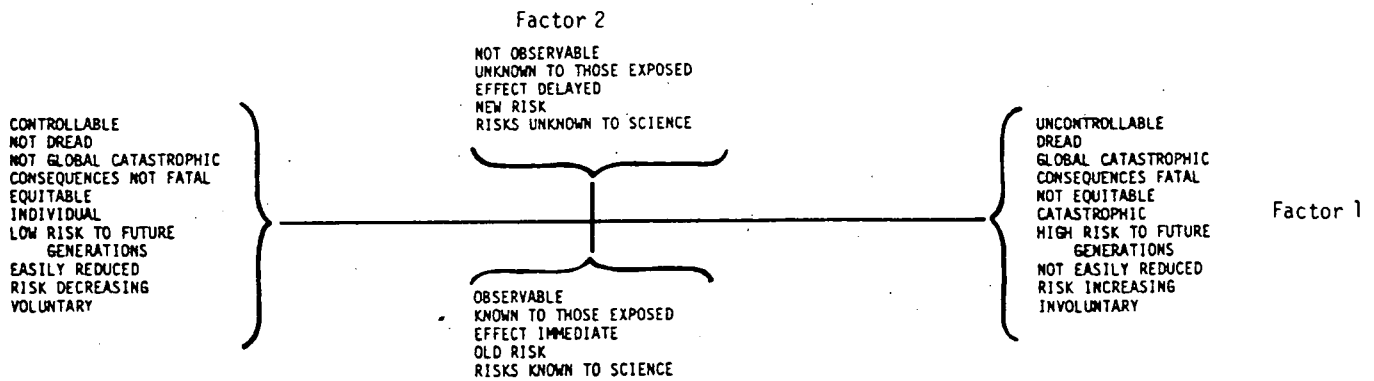 Factor 2
NOT OBSERVABLE
UNKNOWN TO THOSE EXPOSED
EFFECT DELAYED
NEW RISK
RISKS UNKNOWN TO SCIENCE
CONTROLLABLE
NOT DREAD
NOT GLOBAL CATASTROPHIC
CONSEQUENCES NOT FATAL
EQUITABLE
INDIVIDUAL
LOW RISK TO FUTURE
GENERATIONS
EASILY REDUCED
RISK DECREASING
VOLUNTARY
UNCONTROLLABLE
DREAD
GLOBAL CATASTROPHIC
CONSEQUENCES FATAL
NOT EQUITABLE
CATASTROPHIC
HIGH RISK TO FUTURE
GENERATIONS
NOT EASILY REDUCED
RISK INCREASING
INVOLUNTARY
Factor 1
OBSERVABLE
KNOWN TO THOSE EXPOSED
EFFECT IMMEDIATE
OLD RISK
RISKS KNOWN TO SCIENCE